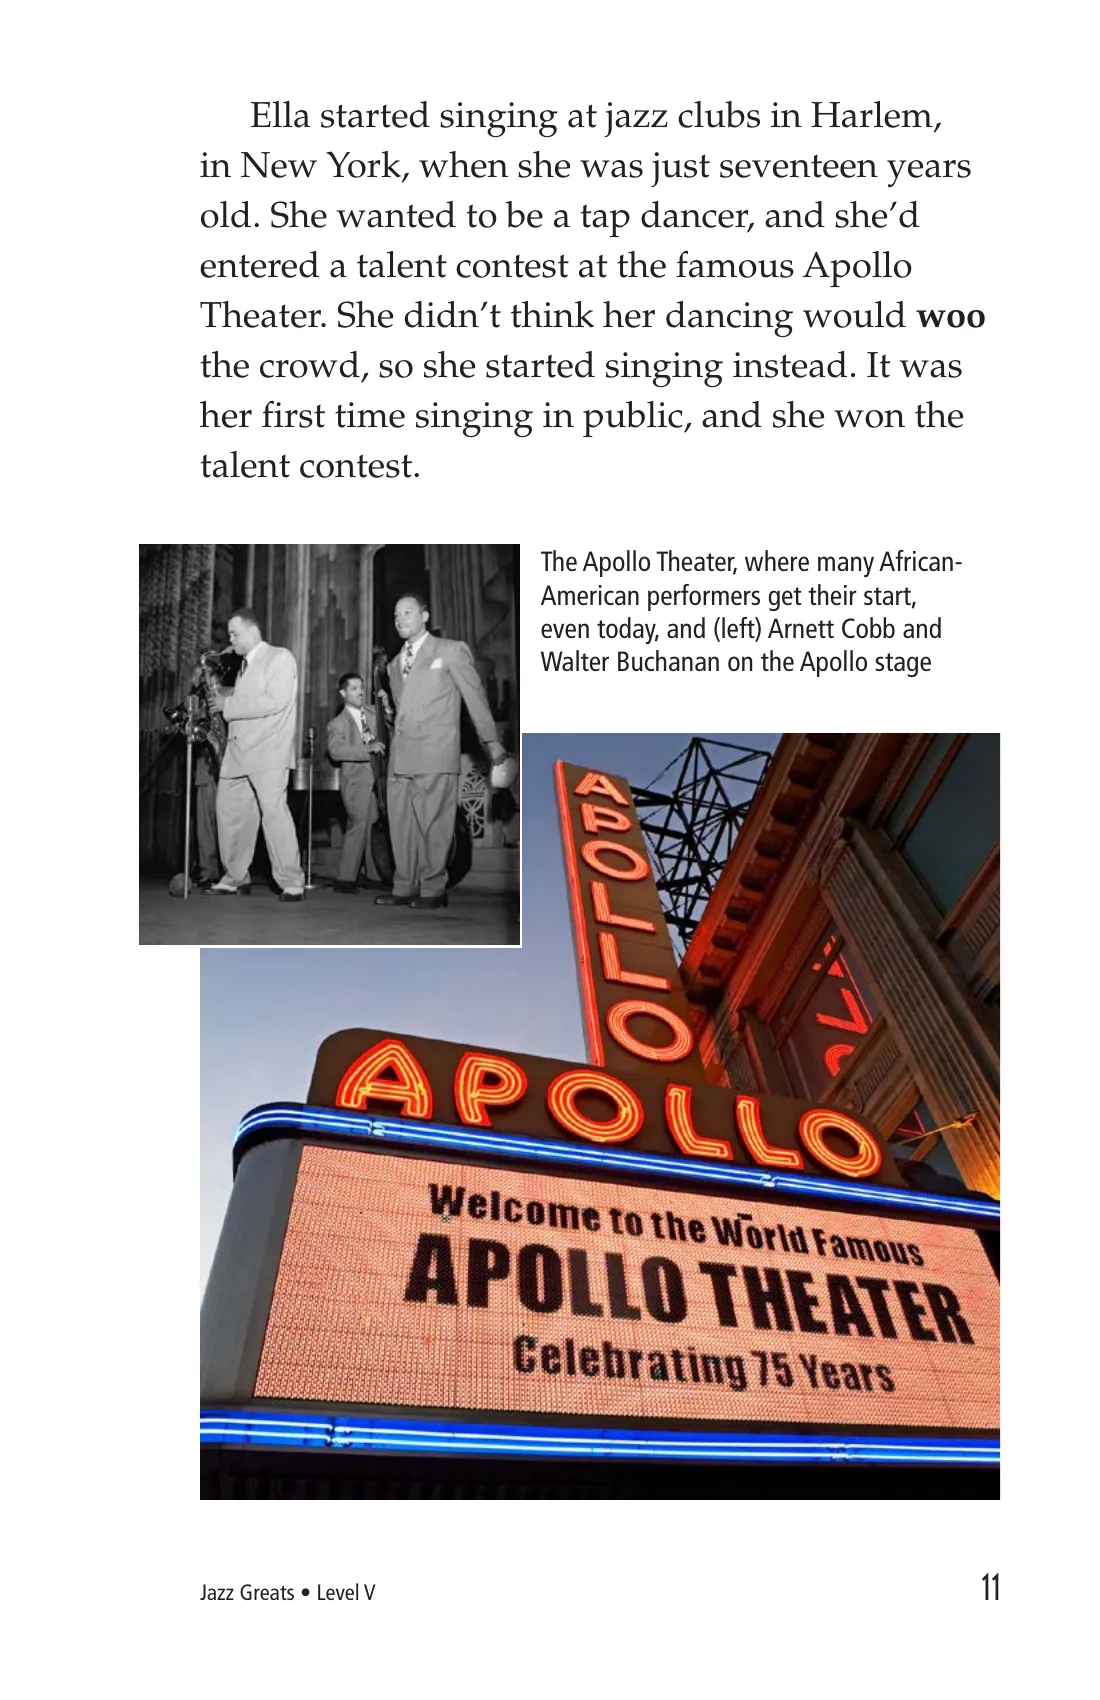 Ella started singing at jazz clubs in Harlem,
in New York, when she was just seventeen years
old. She wanted to be a tap dancer, and she’d
entered a talent contest at the famous Apollo
Theater. She didn’t think her dancing would woo
the crowd, so she started singing instead. It was
her first time singing in public, and she won the
talent contest.
The Apollo Theater, where many African-
American performers get their start,
even today, and (left) Arnett Cobb and
Walter Buchanan on the Apollo stage
APOLLO
APOLLO
Welcome to the World Famous
APOLLO THEATER
Celebrating 75 Years
Jazz Greats • Level V
11